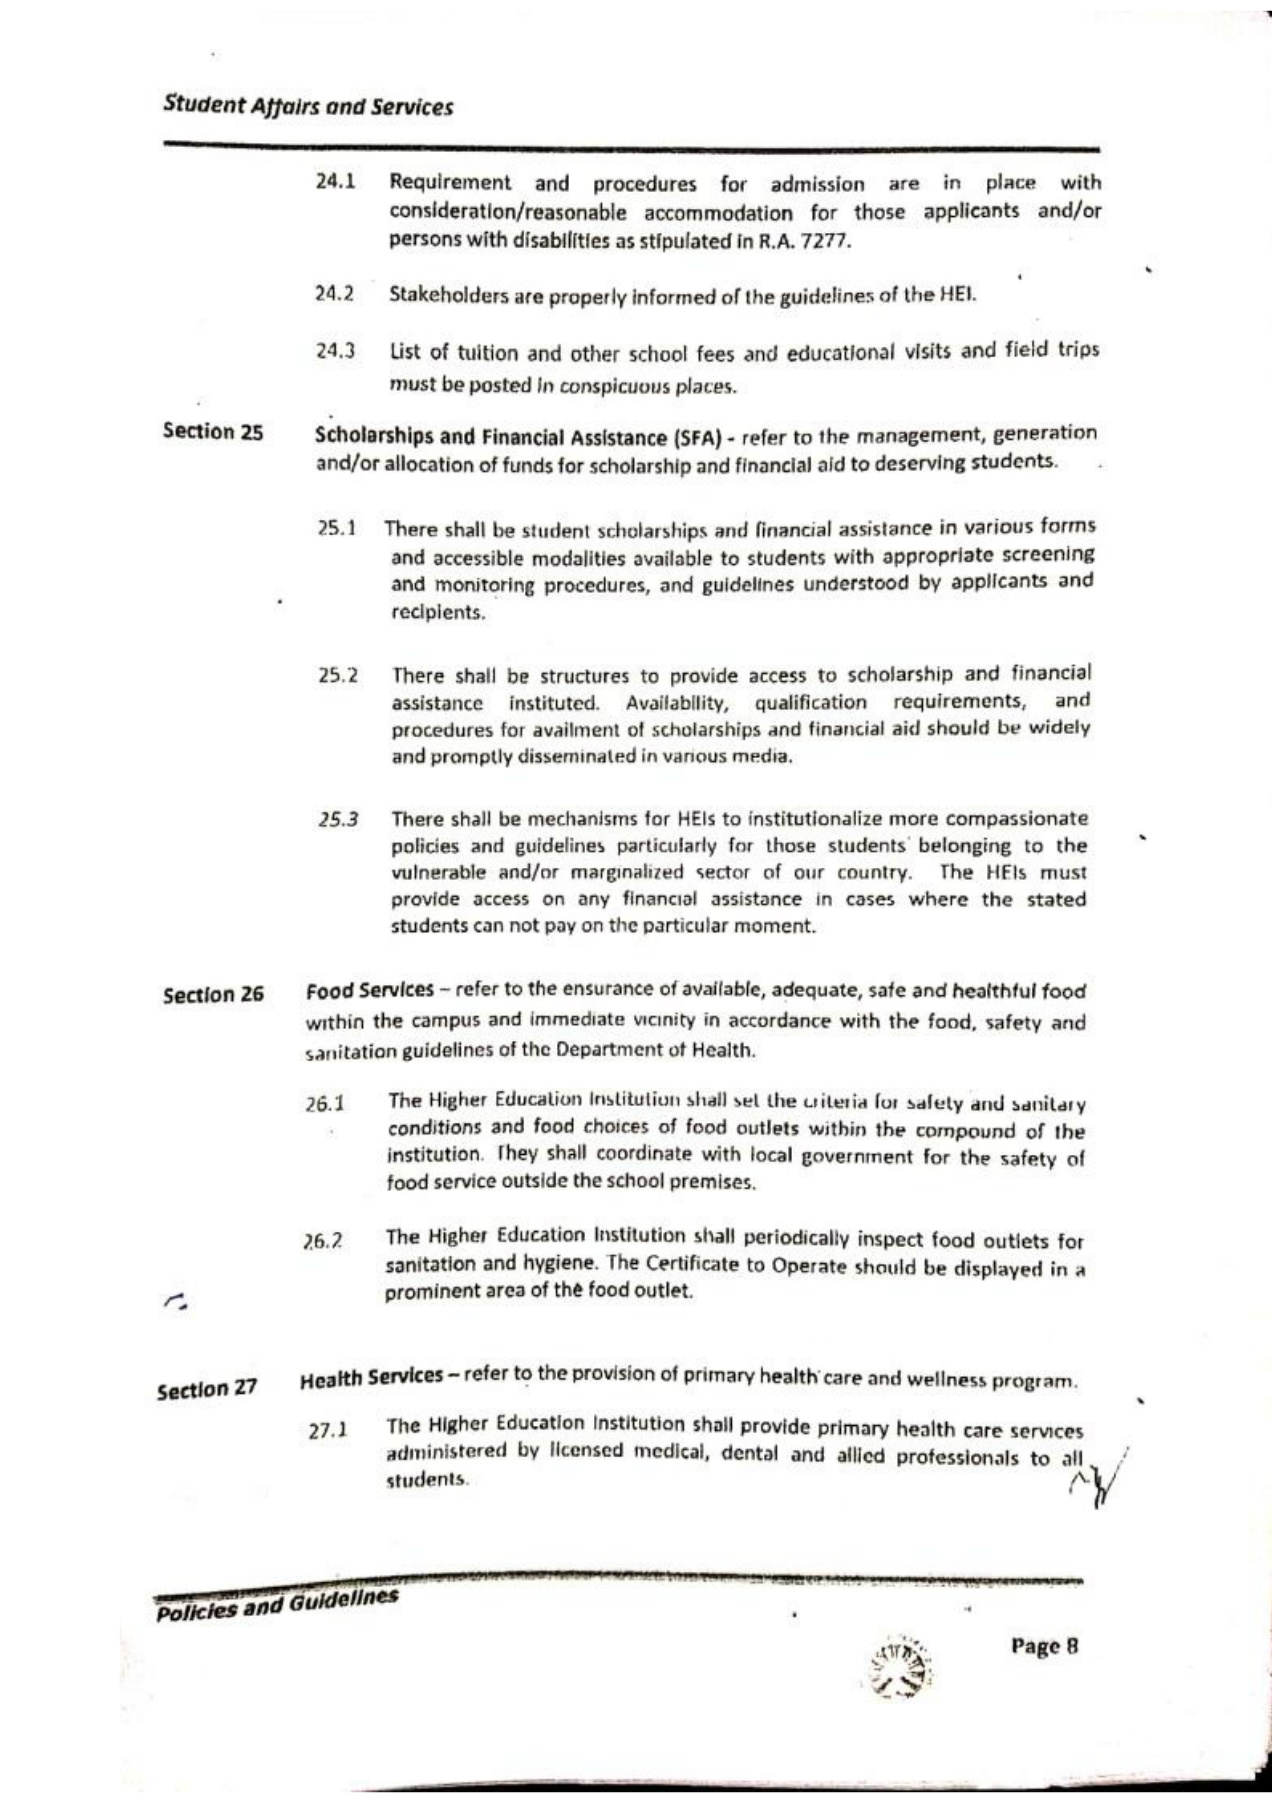 Student Affairs and Services
24.1 Requirement and procedures for admission are in place with
consideration/reasonable accommodation for those applicants and/or
persons with disabilities as stipulated in R.A. 7277.
24.2 Stakeholders are properly informed of the guidelines of the HEI.
24.3 List of tuition and other school fees and educational visits and field trips
must be posted in conspicuous places.
Section 25 Scholarships and Financial Assistance (SFA) - refer to the management, generation
and/or allocation of funds for scholarship and financial aid to deserving students.
25.1 There shall be student scholarships and financial assistance in various forms
and accessible modalities available to students with appropriate screening
and monitoring procedures, and guidelines understood by applicants and
recipients.
25.2 There shall be structures to provide access to scholarship and financial
assistance instituted. Availability, qualification requirements, and
procedures for availment of scholarships and financial aid should be widely
and promptly disseminated in various media.
25.3 There shall be mechanisms for HEIs to institutionalize more compassionate
policies and guidelines particularly for those students belonging to the
vulnerable and/or marginalized sector of our country. The HEIs must
provide access on any financial assistance in cases where the stated
students can not pay on the particular moment.
Section 26 Food Services – refer to the ensurance of available, adequate, safe and healthful food
within the campus and immediate vicinity in accordance with the food, safety and
sanitation guidelines of the Department of Health.
26.1 The Higher Education Institution shall set the criteria for safety and sanitary
conditions and food choices of food outlets within the compound of the
institution. They shall coordinate with local government for the safety of
food service outside the school premises.
26.2 The Higher Education Institution shall periodically inspect food outlets for
sanitation and hygiene. The Certificate to Operate should be displayed in a
prominent area of the food outlet.
Section 27 Health Services – refer to the provision of primary health care and wellness program.
27.1 The Higher Education Institution shall provide primary health care services
administered by licensed medical, dental and allied professionals to all
students.
Policies and Guidelines
Page 8